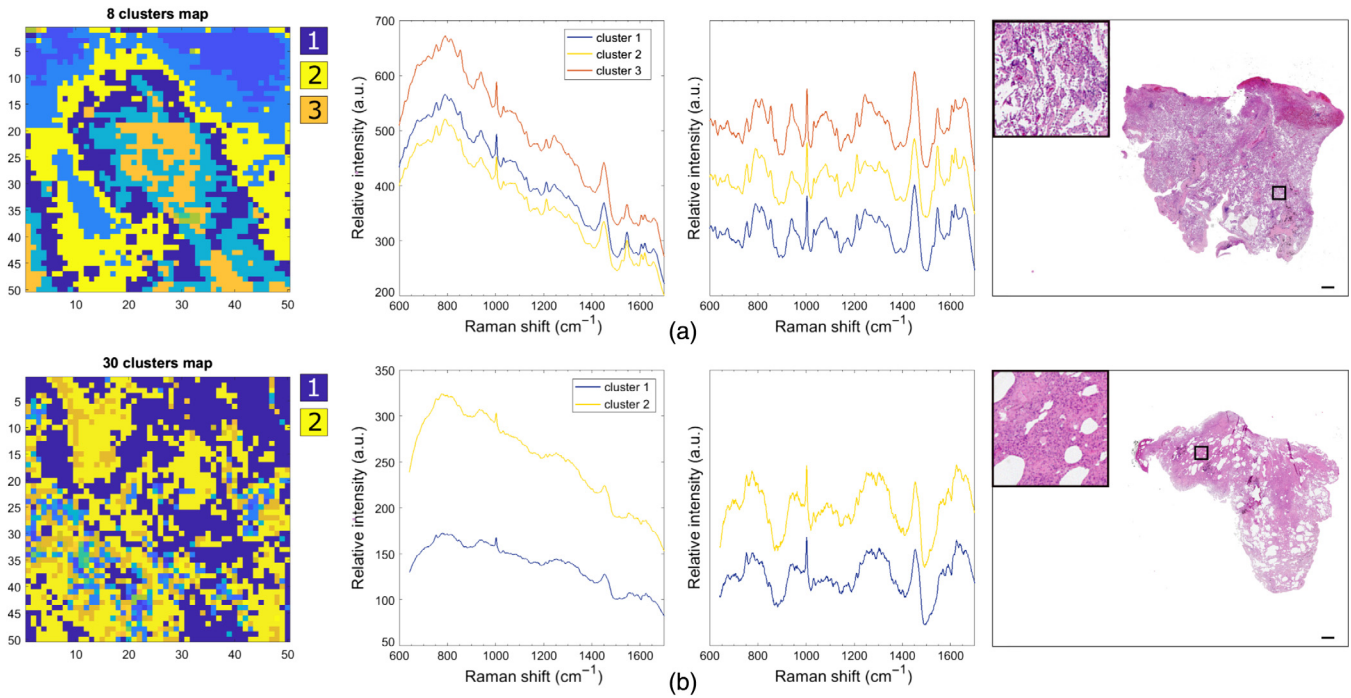 8 clusters map
5
10
15
20
25
30
35
40
45
50
10 20 30 40 50
1
2
3
Relative intensity (a.u.)
700
600
500
400
300
200
cluster 1
cluster 2
cluster 3
600 800 1000 1200 1400 1600
Raman shift (cm⁻¹)
Relative intensity (a.u.)
600 800 1000 1200 1400 1600
Raman shift (cm⁻¹)
(a)
30 clusters map
5
10
15
20
25
30
35
40
45
50
10 20 30 40 50
1
2
Relative intensity (a.u.)
350
300
250
200
150
100
50
cluster 1
cluster 2
600 800 1000 1200 1400 1600
Raman shift (cm⁻¹)
Relative intensity (a.u.)
600 800 1000 1200 1400 1600
Raman shift (cm⁻¹)
(b)